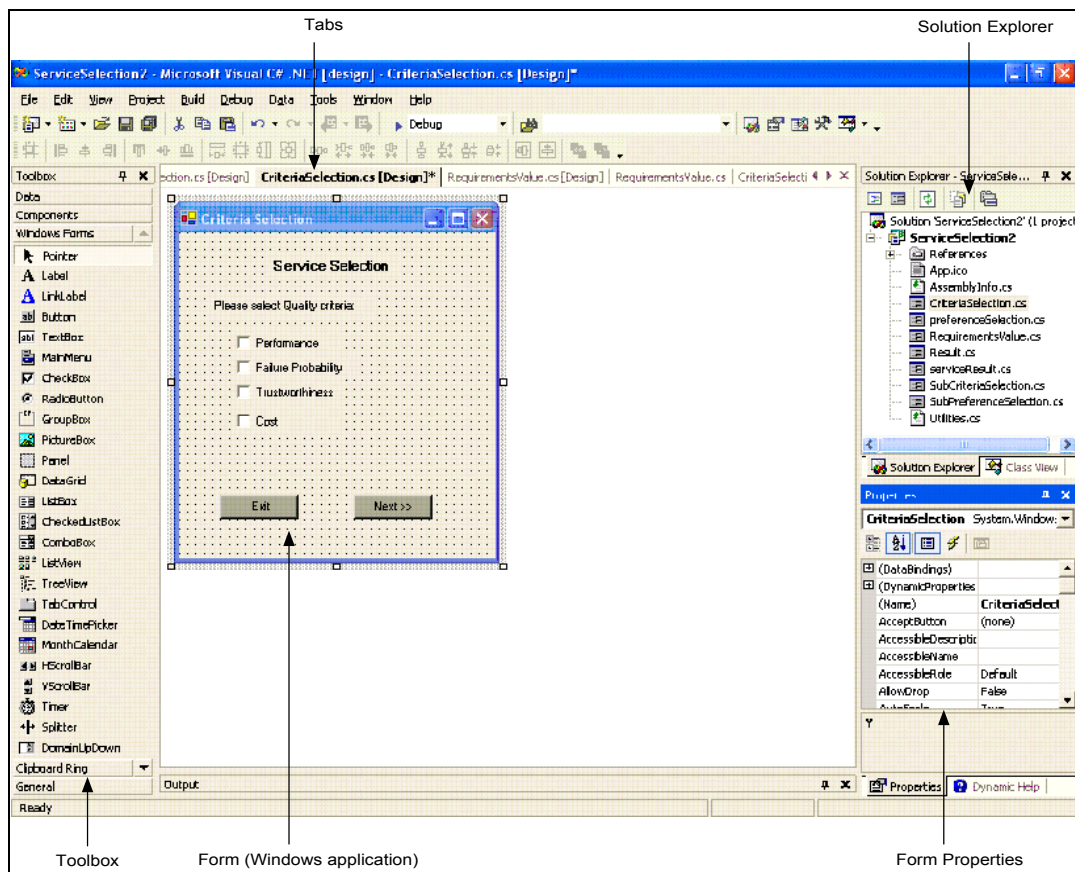 Tabs
Solution Explorer
ServiceSelection2 - Microsoft Visual C# .NET [design] - CriteriaSelection.cs [Design]*
File Edit View Project Build Debug Data Tools Window Help
Debug
Toolbox
ection.cs [Design] CriteriaSelection.cs [Design]* RequirementsValue.cs [Design] RequirementsValue.cs CriteriaSelecti
Solution Explorer - ServiceSele...
Data
Components
Windows Forms
Pointer
Label
LinkLabel
Button
TextBox
MainMenu
CheckBox
RadioButton
GroupBox
PictureBox
Panel
DataGrid
ListBox
CheckedListBox
ComboBox
ListView
TreeView
TabControl
DateTimePicker
MonthCalendar
HScrollBar
VScrollBar
Timer
Splitter
DomainUpDown
Clipboard Ring
General
Criteria Selection
Service Selection
Please select Quality criteria:
Performance
Failure Probability
Trustworthiness
Cost
Exit
Next >>
Solution 'ServiceSelection2' (1 project
ServiceSelection2
References
App.ico
AssemblyInfo.cs
CriteriaSelection.cs
preferenceSelection.cs
RequirementsValue.cs
Result.cs
serviceResult.cs
SubCriteriaSelection.cs
SubPreferenceSelection.cs
Utilities.cs
Solution Explorer Class View
Properties
CriteriaSelection System.Window:
(DataBindings)
(DynamicProperties
(Name) CriteriaSelect
AcceptButton (none)
AccessibleDescriptic
AccessibleName
AccessibleRole Default
AllowDrop False
AutoScale True
Properties Dynamic Help
Output
Ready
Toolbox
Form (Windows application)
Form Properties